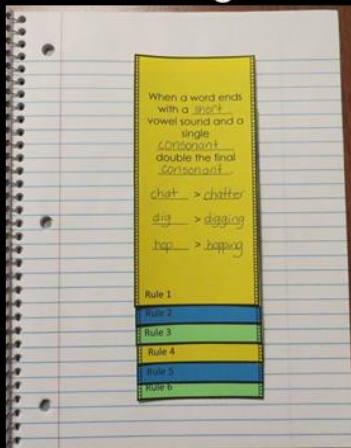 When a word ends
with a short
vowel sound and a
single
consonant
double the final
consonant.
chat > chatter
dig > digging
hop > hopping
Rule 1
Rule 2
Rule 3
Rule 4
Rule 5
Rule 6